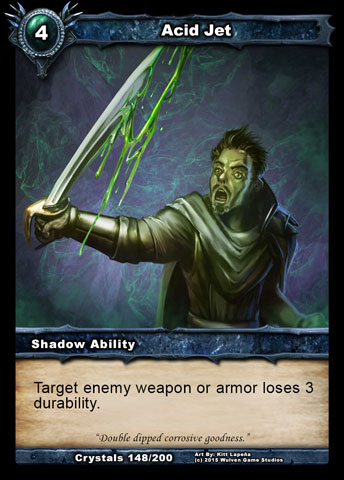 4
Acid Jet
Shadow Ability
Target enemy weapon or armor loses 3
durability.
"Double dipped corrosive goodness."
Crystals 148/200
Art By: Kitt Lapeña
(c) 2015 Wulven Game Studios